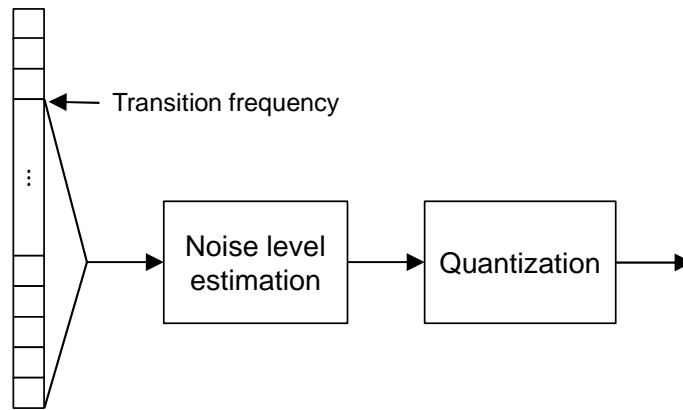 Transition frequency
...
Noise level
estimation
Quantization